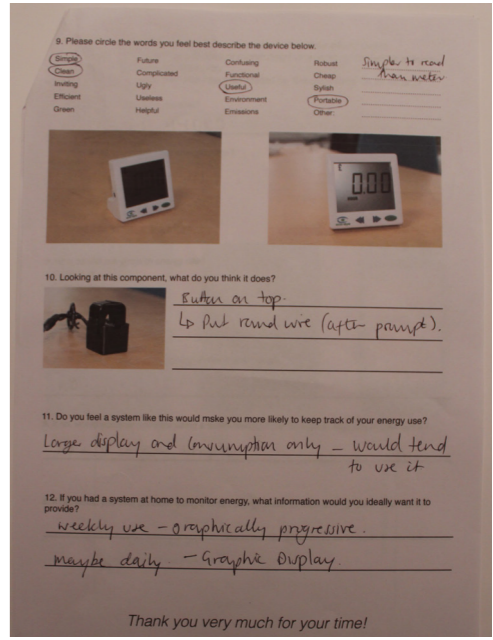 9. Please circle the words you feel best describe the device below.
Simple Future Confusing Robust Simpler to read
Clean Complicated Functional Cheap than meter
Inviting Ugly Useful Sylish
Efficient Useless Environment Portable
Green Helpful Emissions Other:
£
0.00
10. Looking at this component, what do you think it does?
Button on top.
↳ Put round wire (after prompt).
11. Do you feel a system like this would make you more likely to keep track of your energy use?
Large display and consumption only – would tend
to use it
12. If you had a system at home to monitor energy, what information would you ideally want it to
provide?
weekly use – Graphically progressive.
maybe daily. – Graphic Display.
Thank you very much for your time!